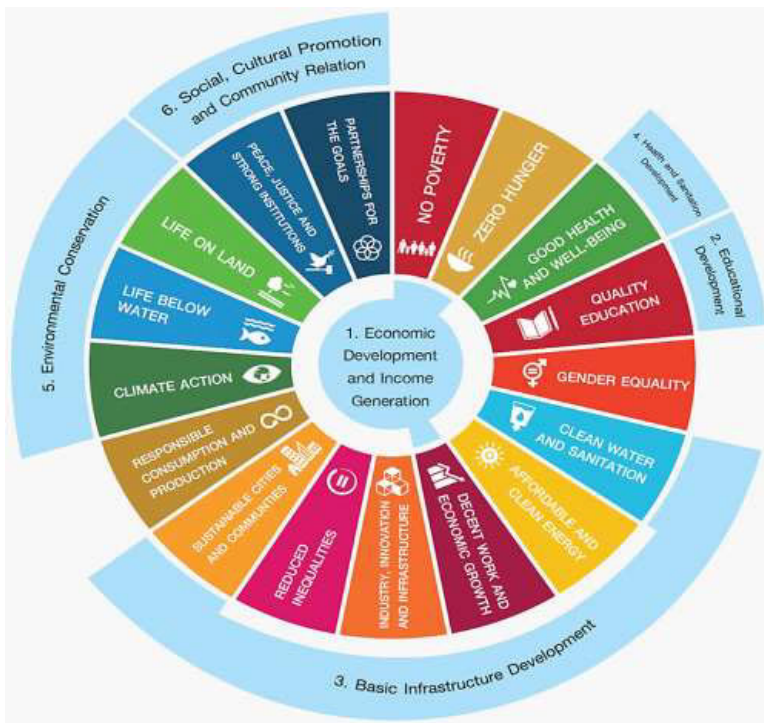 6. Social, Cultural Promotion
and Community Relation
4. Health and Sanitation
Development
2. Educational
Development
5. Environmental Conservation
3. Basic Infrastructure Development
1. Economic
Development
and Income
Generation
NO POVERTY
ZERO HUNGER
GOOD HEALTH
AND WELL-BEING
QUALITY
EDUCATION
GENDER EQUALITY
CLEAN WATER
AND SANITATION
AFFORDABLE AND
CLEAN ENERGY
DECENT WORK AND
ECONOMIC GROWTH
INDUSTRY, INNOVATION
AND INFRASTRUCTURE
REDUCED
INEQUALITIES
SUSTAINABLE CITIES
AND COMMUNITIES
RESPONSIBLE
CONSUMPTION AND
PRODUCTION
CLIMATE ACTION
LIFE BELOW
WATER
LIFE ON LAND
PEACE, JUSTICE AND
STRONG INSTITUTIONS
PARTNERSHIPS FOR
THE GOALS